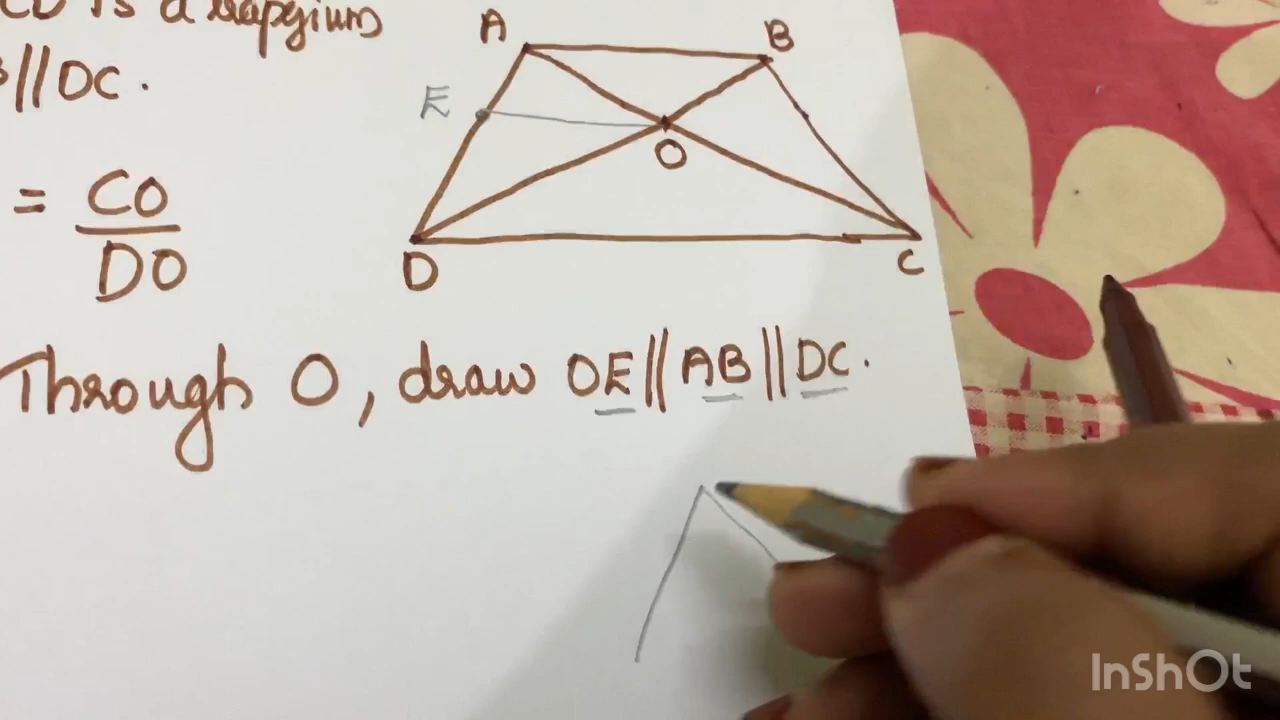 CD is a trapezium
A
B
||DC.
E
O
= CO
DO
D
C
Through O, draw OE||AB||DC.
InShOt